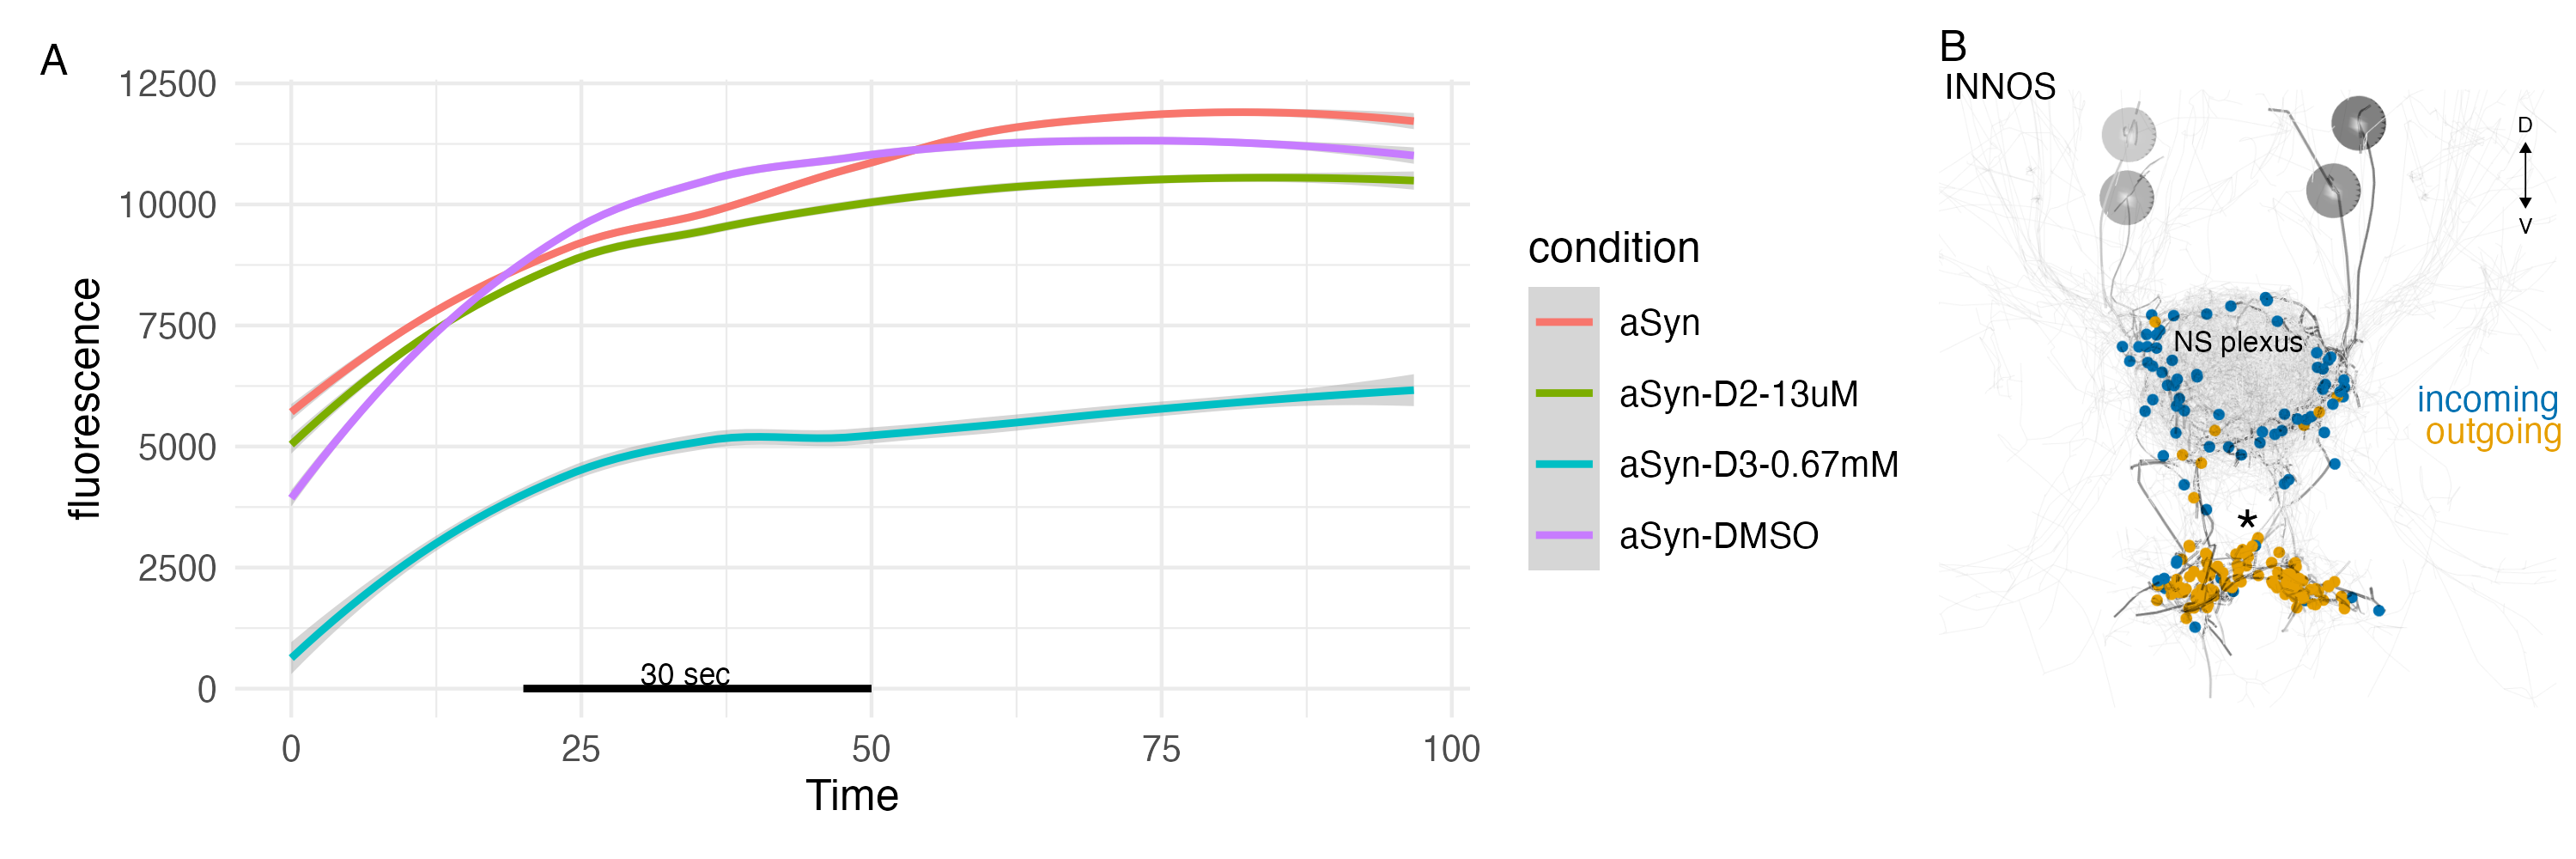 A
12500
10000
7500
5000
2500
0
fluorescence
30 sec
0 25 50 75 100
Time
condition
aSyn
aSyn-D2-13uM
aSyn-D3-0.67mM
aSyn-DMSO
B
INNOS
D
V
NS plexus
incoming
outgoing
*